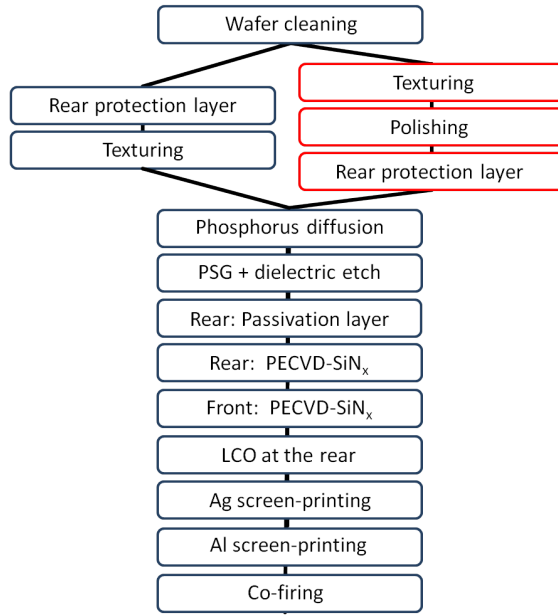 Wafer cleaning
Rear protection layer
Texturing
Texturing
Polishing
Rear protection layer
Phosphorus diffusion
PSG + dielectric etch
Rear: Passivation layer
Rear:  PECVD-SiNₓ
Front:  PECVD-SiNₓ
LCO at the rear
Ag screen-printing
Al screen-printing
Co-firing